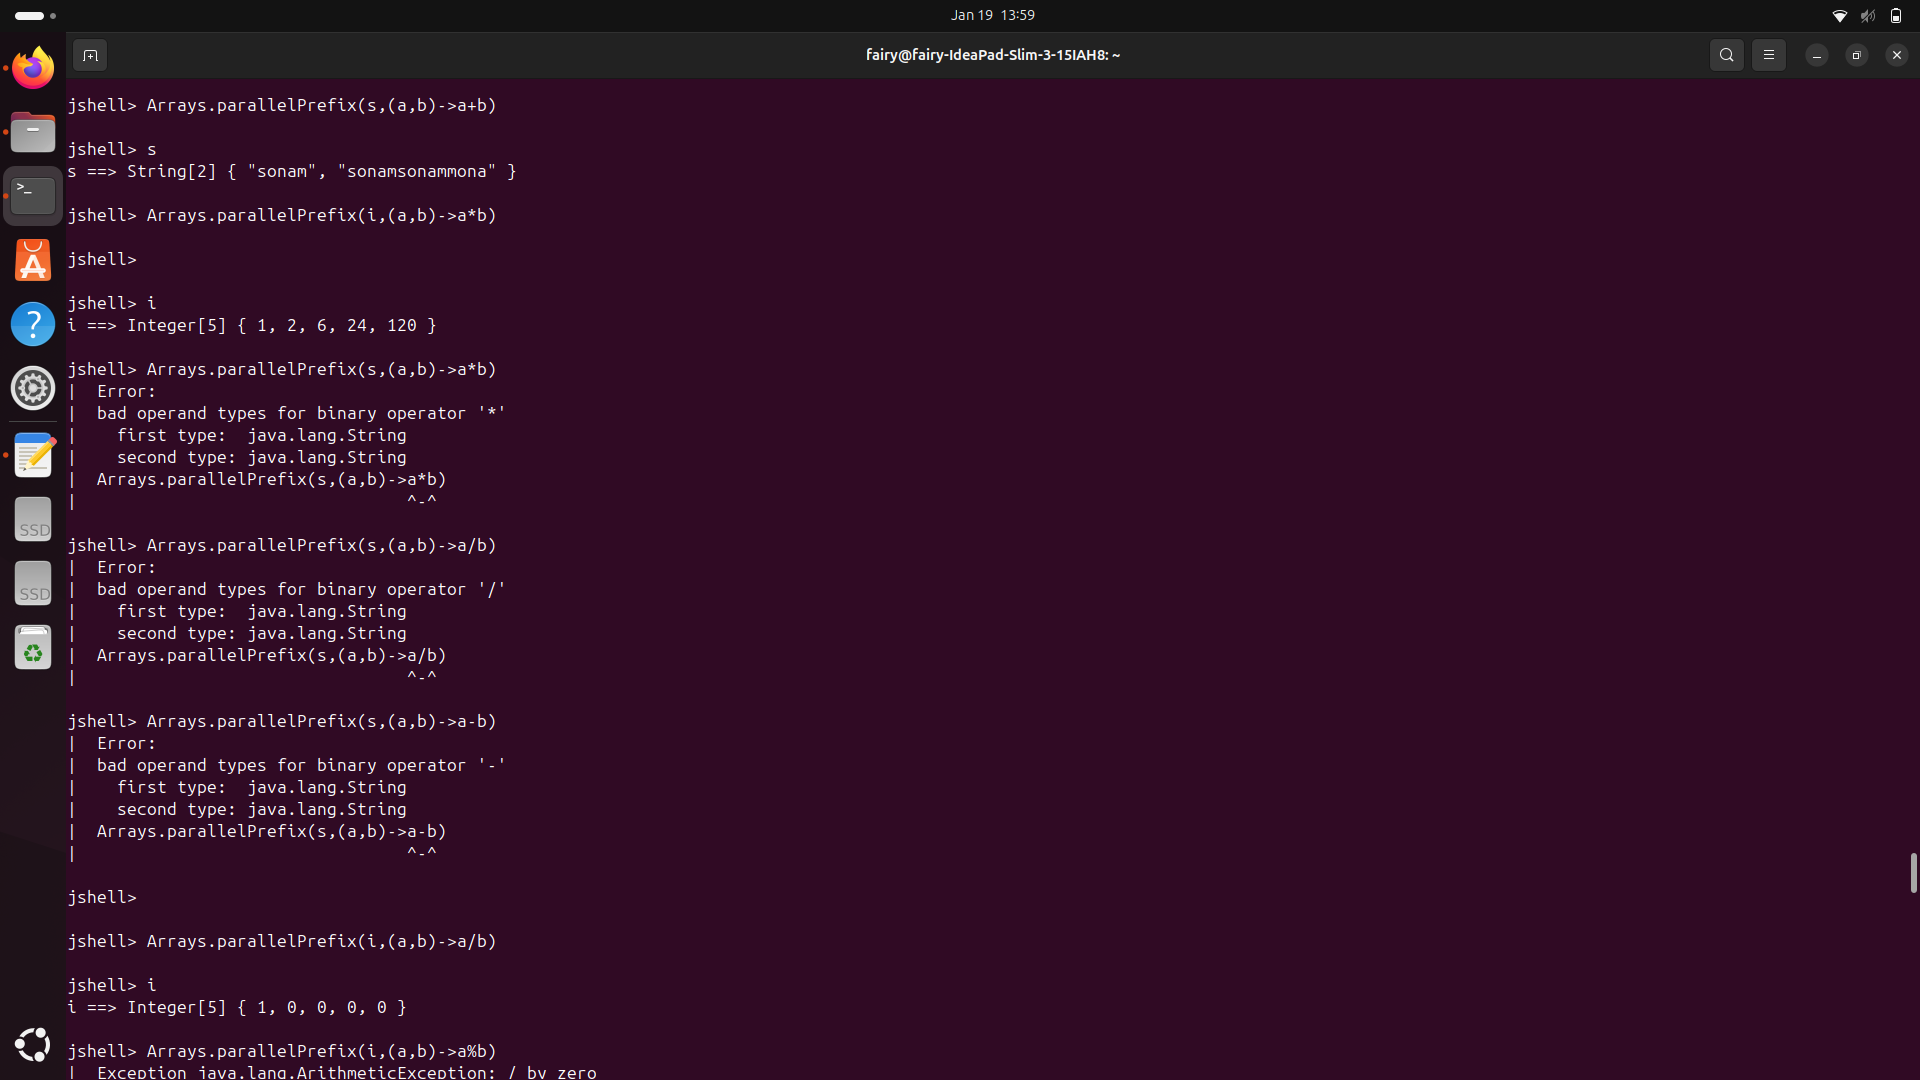 Jan 19 13:59
fairy@fairy-IdeaPad-Slim-3-15IAH8: ~
jshell> Arrays.parallelPrefix(s,(a,b)->a+b)
jshell> s
s ==> String[2] { "sonam", "sonamsonammona" }
jshell> Arrays.parallelPrefix(i,(a,b)->a*b)
jshell>
jshell> i
i ==> Integer[5] { 1, 2, 6, 24, 120 }
jshell> Arrays.parallelPrefix(s,(a,b)->a*b)
|  Error:
|  bad operand types for binary operator '*'
|    first type:  java.lang.String
|    second type: java.lang.String
|  Arrays.parallelPrefix(s,(a,b)->a*b)
|                                 ^-^
jshell> Arrays.parallelPrefix(s,(a,b)->a/b)
|  Error:
|  bad operand types for binary operator '/'
|    first type:  java.lang.String
|    second type: java.lang.String
|  Arrays.parallelPrefix(s,(a,b)->a/b)
|                                 ^-^
jshell> Arrays.parallelPrefix(s,(a,b)->a-b)
|  Error:
|  bad operand types for binary operator '-'
|    first type:  java.lang.String
|    second type: java.lang.String
|  Arrays.parallelPrefix(s,(a,b)->a-b)
|                                 ^-^
jshell>
jshell> Arrays.parallelPrefix(i,(a,b)->a/b)
jshell> i
i ==> Integer[5] { 1, 0, 0, 0, 0 }
jshell> Arrays.parallelPrefix(i,(a,b)->a%b)
|  Exception java.lang.ArithmeticException: / by zero
>_
?
SSD
SSD